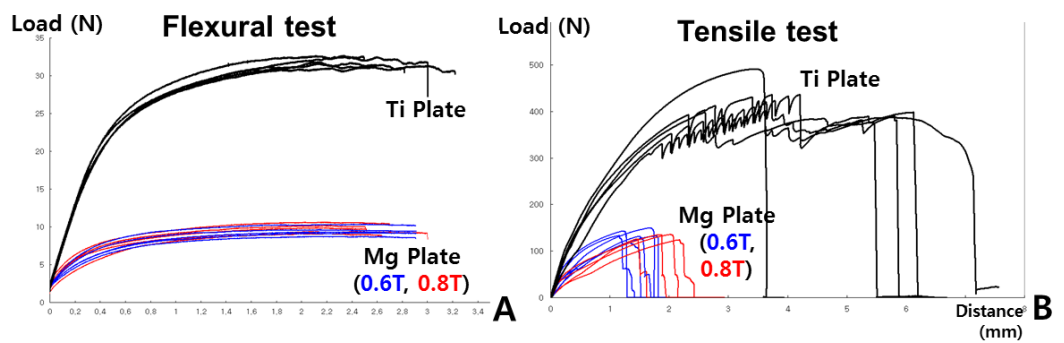 Load (N)
Flexural test
35
30
25
20
15
10
5
0
0
0.2
0.4
0.6
0.8
1
1.2
1.4
1.6
1.8
2
2.2
2.4
2.6
2.8
3
3.2
3.4
Ti Plate
Mg Plate
(0.6T, 0.8T)
A
Load (N)
Tensile test
500
400
300
200
100
0
0
1
2
3
4
5
6
8
Ti Plate
Mg Plate
(0.6T,
0.8T)
Distance
(mm)
B